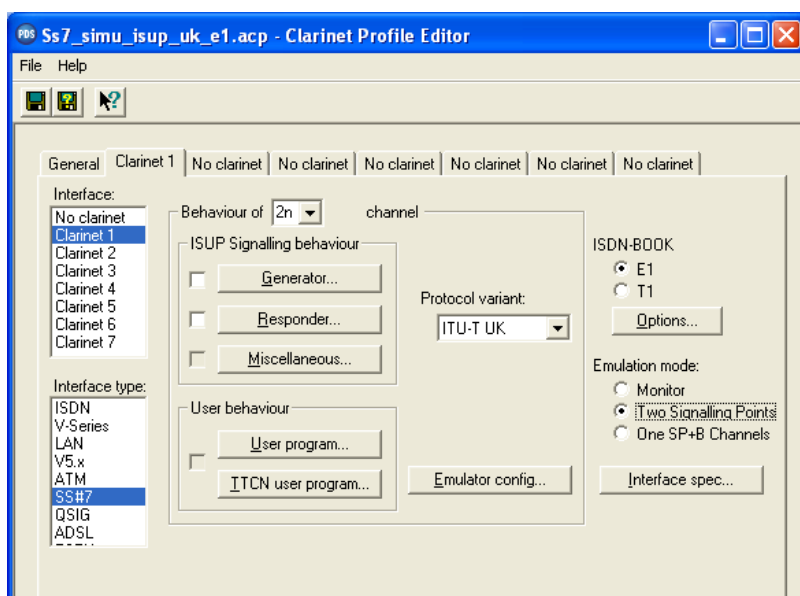 PDS Ss7_simu_isup_uk_e1.acp - Clarinet Profile Editor
File Help
General Clarinet 1 No clarinet No clarinet No clarinet No clarinet No clarinet No clarinet
Interface:
No clarinet
Clarinet 1
Clarinet 2
Clarinet 3
Clarinet 4
Clarinet 5
Clarinet 6
Clarinet 7
Interface type:
ISDN
V-Series
LAN
V5.x
ATM
SS#7
QSIG
ADSL
Behaviour of 2n channel
ISUP Signalling behaviour
Generator...
Responder...
Miscellaneous...
User behaviour
User program...
TTCN user program...
Protocol variant:
ITU-T UK
Emulator config...
ISDN-BOOK
E1
T1
Options...
Emulation mode:
Monitor
Two Signalling Points
One SP+B Channels
Interface spec...